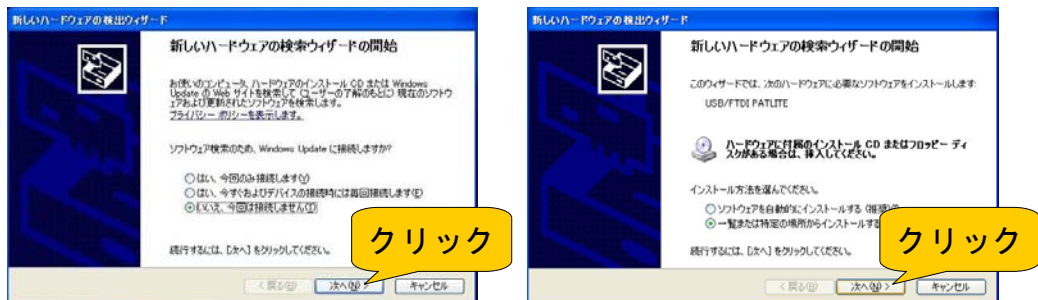 新しいハードウェアの検出ウィザード
新しいハードウェアの検索ウィザードの開始
お使いのコンピュータ、ハードウェアのインストール CD または Windows
Update の Web サイトを検索して (ユーザーの了解のもとに) 現在のソフトウ
ェアおよび更新されたソフトウェアを検索します。
プライバシー ポリシーを表示します。
ソフトウェア検索のため、Windows Update に接続しますか?
はい、今回のみ接続します(Y)
はい、今すぐおよびデバイスの接続時には毎回接続します(E)
いいえ、今回は接続しません(T)
続行するには、[次へ] をクリックしてください。
クリック
< 戻る(B)
次へ(N) >
キャンセル
新しいハードウェアの検出ウィザード
新しいハードウェアの検索ウィザードの開始
このウィザードでは、次のハードウェアに必要なソフトウェアをインストールします:
USB/FTDI PATLITE
ハードウェアに付属のインストール CD またはフロッピー ディ
スクがある場合は、挿入してください。
インストール方法を選んでください。
ソフトウェアを自動的にインストールする (推奨)
一覧または特定の場所からインストールする
続行するには、[次へ] をクリックしてください。
クリック
< 戻る(B)
次へ(N) >
キャンセル